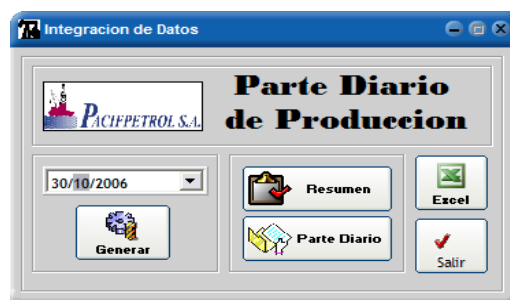 Integracion de Datos
PACIFPETROL S.A.
Parte Diario
de Produccion
30/10/2006
Generar
Resumen
Parte Diario
Excel
Salir